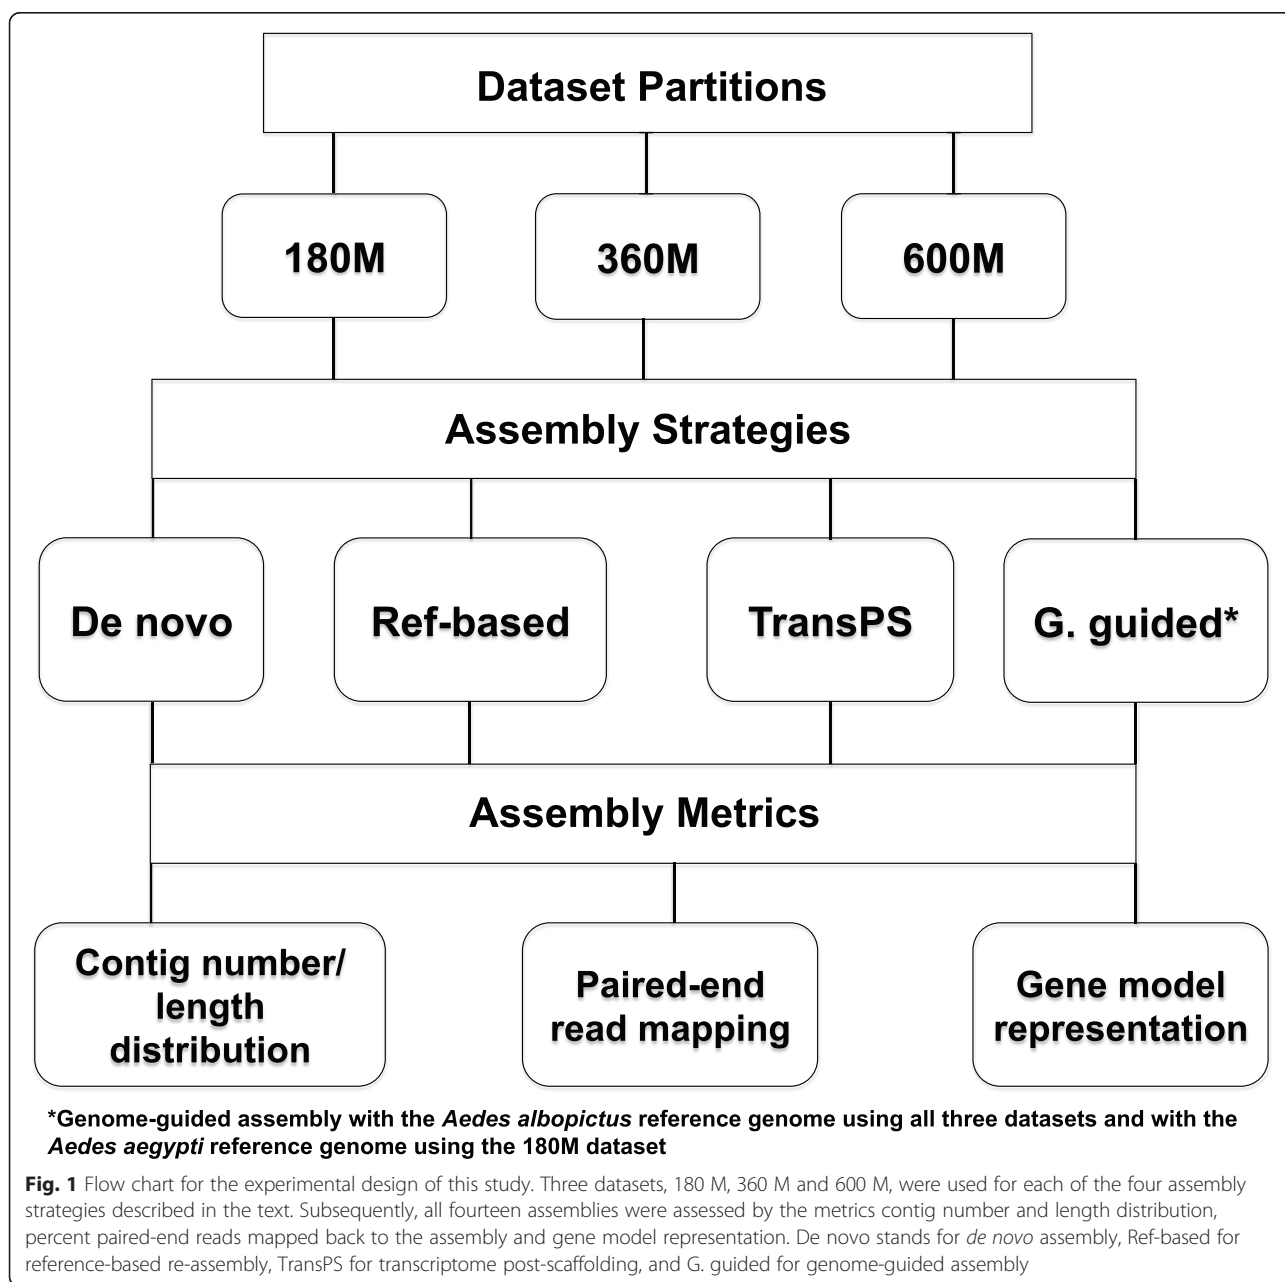 Dataset Partitions
180M
360M
600M
Assembly Strategies
De novo
Ref-based
TransPS
G. guided*
Assembly Metrics
Contig number/
length
distribution
Paired-end
read mapping
Gene model
representation
*Genome-guided assembly with the Aedes albopictus reference genome using all three datasets and with the
Aedes aegypti reference genome using the 180M dataset
Fig. 1 Flow chart for the experimental design of this study. Three datasets, 180 M, 360 M and 600 M, were used for each of the four assembly
strategies described in the text. Subsequently, all fourteen assemblies were assessed by the metrics contig number and length distribution,
percent paired-end reads mapped back to the assembly and gene model representation. De novo stands for de novo assembly, Ref-based for
reference-based re-assembly, TransPS for transcriptome post-scaffolding, and G. guided for genome-guided assembly